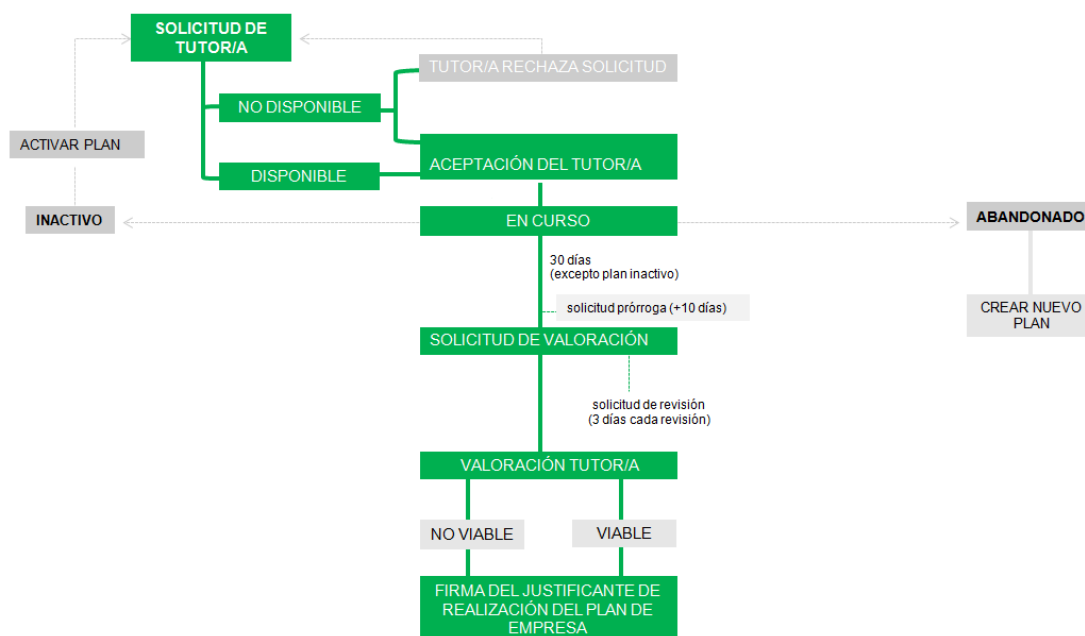 SOLICITUD DE
TUTOR/A
TUTOR/A RECHAZA SOLICITUD
NO DISPONIBLE
ACTIVAR PLAN
ACEPTACIÓN DEL TUTOR/A
DISPONIBLE
INACTIVO
EN CURSO
ABANDONADO
30 días
(excepto plan inactivo)
solicitud prórroga (+10 días)
CREAR NUEVO
PLAN
SOLICITUD DE VALORACIÓN
solicitud de revisión
(3 días cada revisión)
VALORACIÓN TUTOR/A
NO VIABLE
VIABLE
FIRMA DEL JUSTIFICANTE DE
REALIZACIÓN DEL PLAN DE
EMPRESA